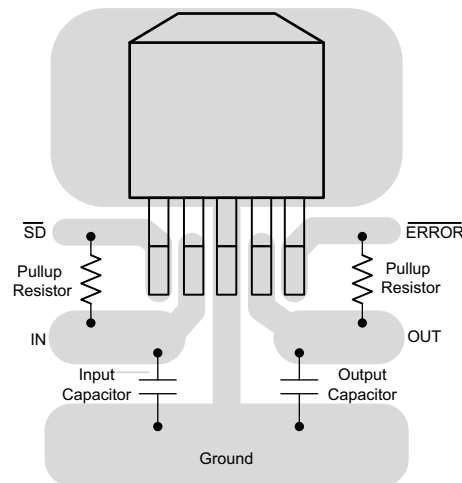 SD
ERROR
Pullup
Resistor
Pullup
Resistor
IN
OUT
Input
Capacitor
Output
Capacitor
Ground